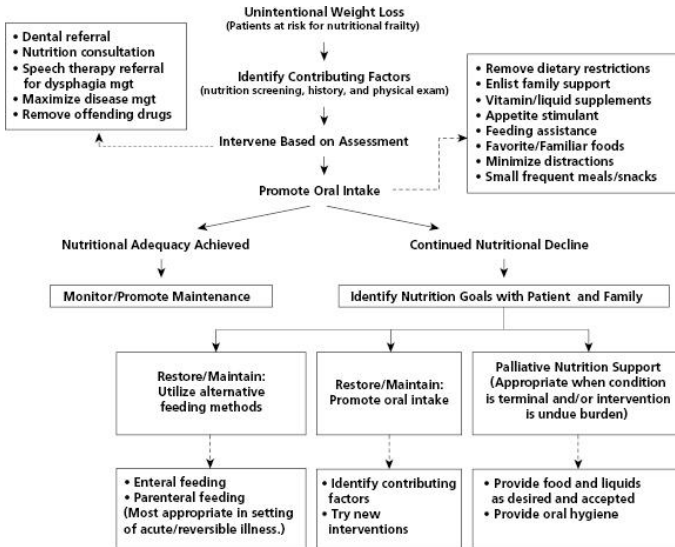 Unintentional Weight Loss
(Patients at risk for nutritional frailty)
• Dental referral
• Nutrition consultation
• Speech therapy referral
for dysphagia mgt
• Maximize disease mgt
• Remove offending drugs
Identify Contributing Factors
(nutrition screening, history, and physical exam)
• Remove dietary restrictions
• Enlist family support
• Vitamin/liquid supplements
• Appetite stimulant
• Feeding assistance
• Favorite/Familiar foods
• Minimize distractions
• Small frequent meals/snacks
Intervene Based on Assessment
Promote Oral Intake
Nutritional Adequacy Achieved
Continued Nutritional Decline
Monitor/Promote Maintenance
Identify Nutrition Goals with Patient and Family
Restore/Maintain:
Utilize alternative
feeding methods
Restore/Maintain:
Promote oral intake
Palliative Nutrition Support
(Appropriate when condition
is terminal and/or intervention
is undue burden)
• Enteral feeding
• Parenteral feeding
(Most appropriate in setting
of acute/reversible illness.)
• Identify contributing
factors
• Try new
interventions
• Provide food and liquids
as desired and accepted
• Provide oral hygiene